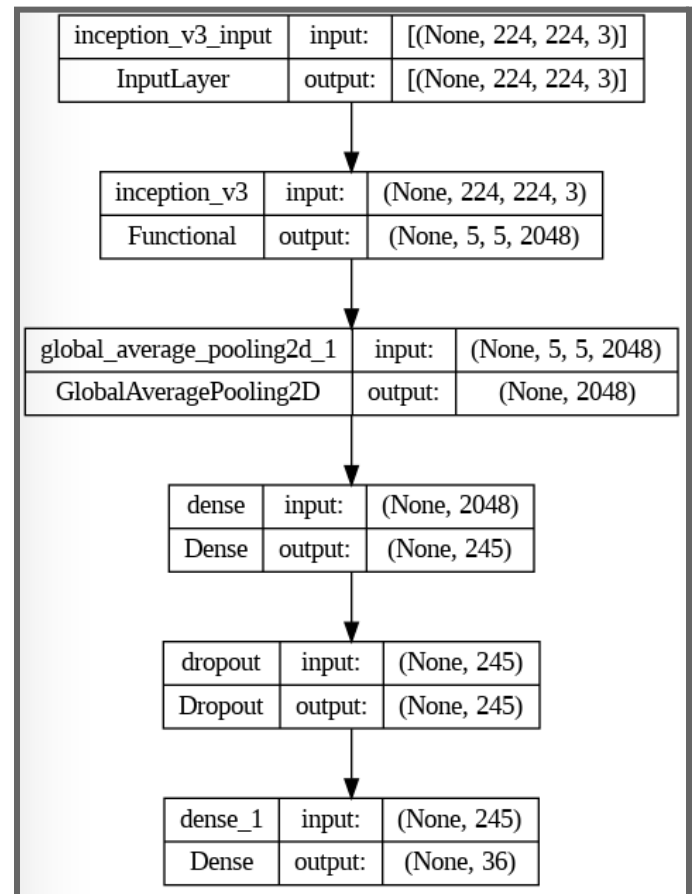 inception_v3_input input: [(None, 224, 224, 3)]
InputLayer output: [(None, 224, 224, 3)]
inception_v3 input: (None, 224, 224, 3)
Functional output: (None, 5, 5, 2048)
global_average_pooling2d_1 input: (None, 5, 5, 2048)
GlobalAveragePooling2D output: (None, 2048)
dense input: (None, 2048)
Dense output: (None, 245)
dropout input: (None, 245)
Dropout output: (None, 245)
dense_1 input: (None, 245)
Dense output: (None, 36)